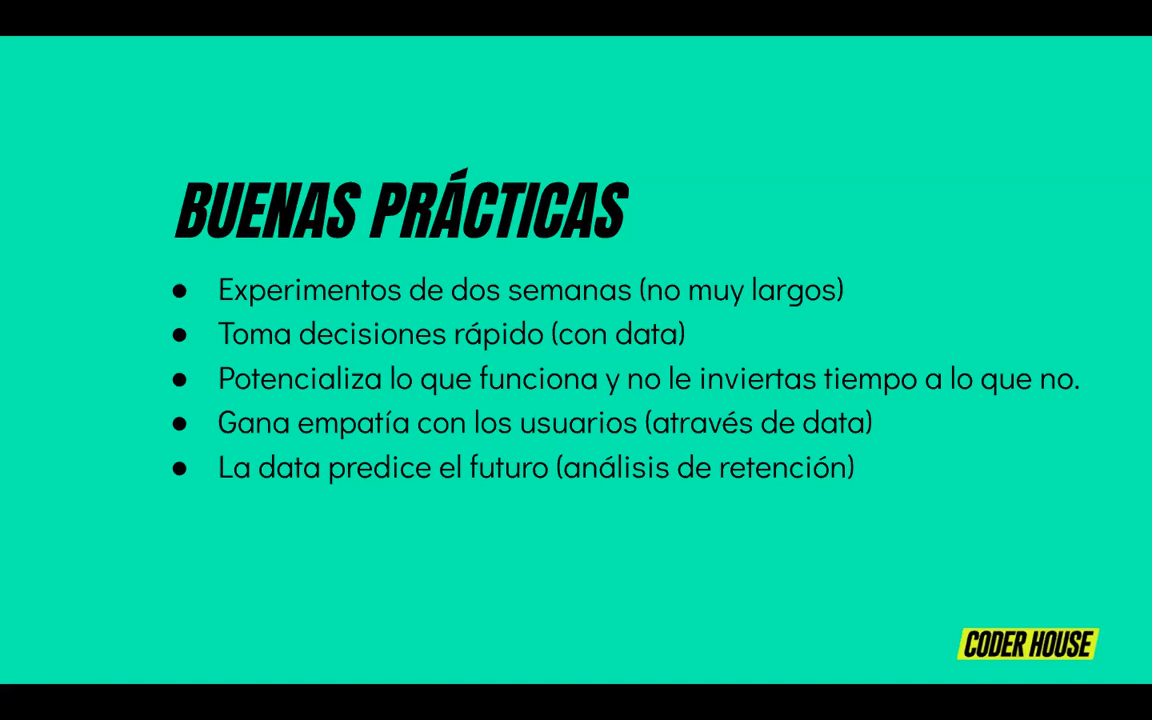 BUENAS PRÁCTICAS
● Experimentos de dos semanas (no muy largos)
● Toma decisiones rápido (con data)
● Potencializa lo que funciona y no le inviertas tiempo a lo que no.
● Gana empatía con los usuarios (através de data)
● La data predice el futuro (análisis de retención)
CODER HOUSE